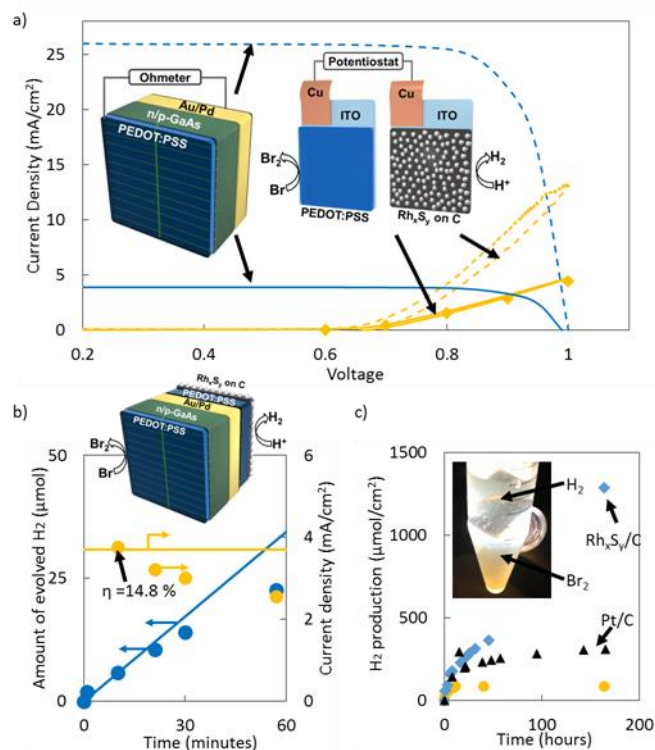 a)
Current Density (mA/cm²)
25
20
15
10
5
0
0.2
0.4
0.6
0.8
1
Voltage
Ohmeter
Au/Pd
n/p-GaAs
PEDOT:PSS
Potentiostat
Cu
ITO
Cu
ITO
Br₂
Br
PEDOT:PSS
H₂
H⁺
RhₓSᵧ on C
b)
RhₓSᵧ on C
PEDOT:PSS
Au/Pd
n/p-GaAs
PEDOT:PSS
Br₂
Br
H₂
H⁺
Amount of evolved H₂ (μmol)
50
25
0
η =14.8 %
Current density (mA/cm²)
6
5
4
3
2
1
0
0
30
60
Time (minutes)
c)
H₂ production (μmol/cm²)
1500
1000
500
0
H₂
RhₓSᵧ/C
Br₂
Pt/C
0
100
200
Time (hours)